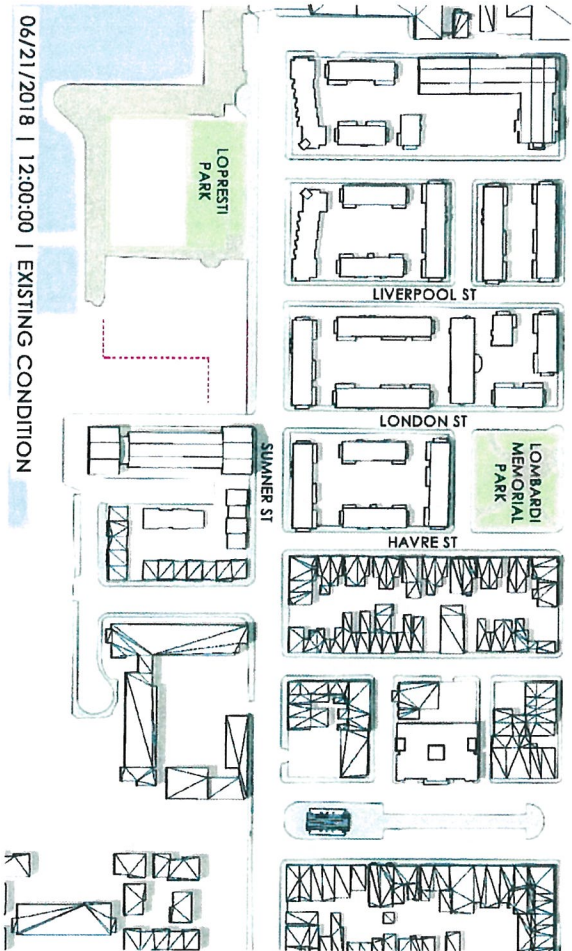 LOPRESTI
PARK
LIVERPOOL ST
LONDON ST
LOMBARDI
MEMORIAL
PARK
SUMNER ST
HAVRE ST
06/21/2018 | 12:00:00 | EXISTING CONDITION